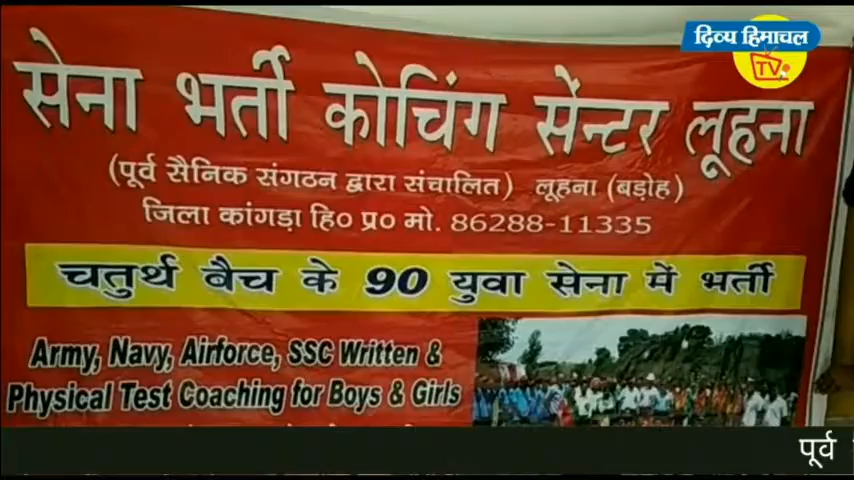 दिव्य हिमाचल
TV
सेना भर्ती कोचिंग सेंन्टर लूहना
(पूर्व सैनिक संगठन द्वारा संचालित) लूहना (बड़ोह)
जिला कांगड़ा हि० प्र० मो. 86288-11335
चतुर्थ बैच के 90 युवा सेना में भर्ती
Army, Navy, Airforce, SSC Written &
Physical Test Coaching for Boys & Girls
पूर्व